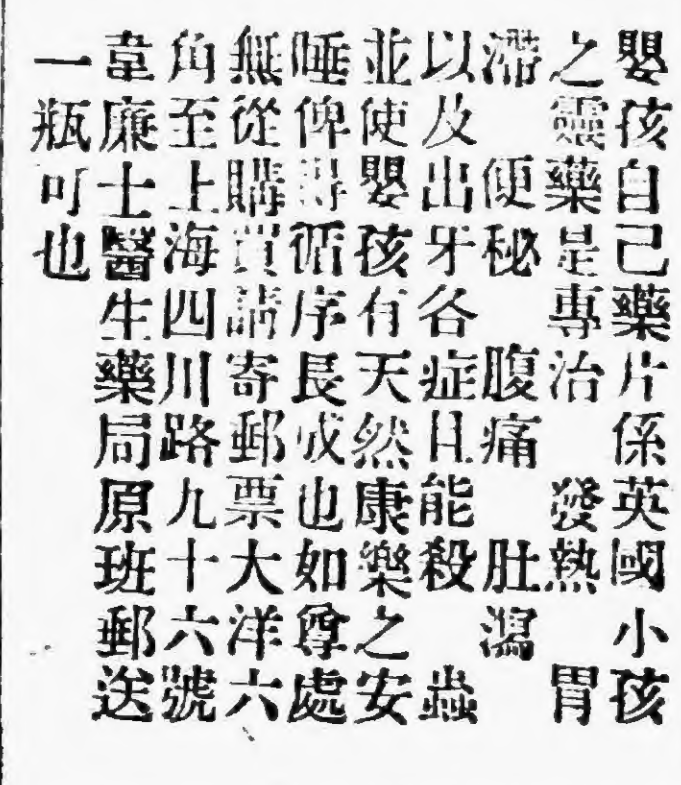 嬰孩自己藥片係英國小孩
之靈藥是專治 發熱 胃
滯 便秘 腹痛 肚瀉
以及出牙各症且能殺 蟲
並使嬰孩有天然康樂之安
睡俾得循序長成也如尊處
無從購買請寄郵票大洋六
角至上海四川路九十六號
韋廉士醫生藥局原班郵送
一瓶可也